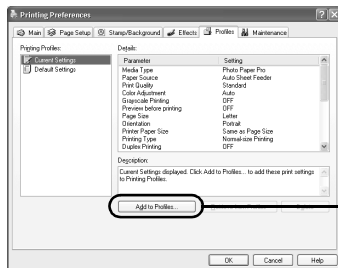 Printing Preferences
Main Page Setup Stamp/Background Effects Profiles Maintenance
Printing Profiles:
Current Settings
Default Settings
Details:
Parameter Setting
Media Type Photo Paper Pro
Paper Source Auto Sheet Feeder
Print Quality Standard
Color Adjustment Auto
Grayscale Printing OFF
Preview before printing OFF
Page Size Letter
Orientation Portrait
Printer Paper Size Same as Page Size
Printing Type Normal-size Printing
Duplex Printing OFF
Description:
Current Settings displayed. Click Add to Profiles... to add these print settings
to Printing Profiles.
Add to Profiles...
OK Cancel Help